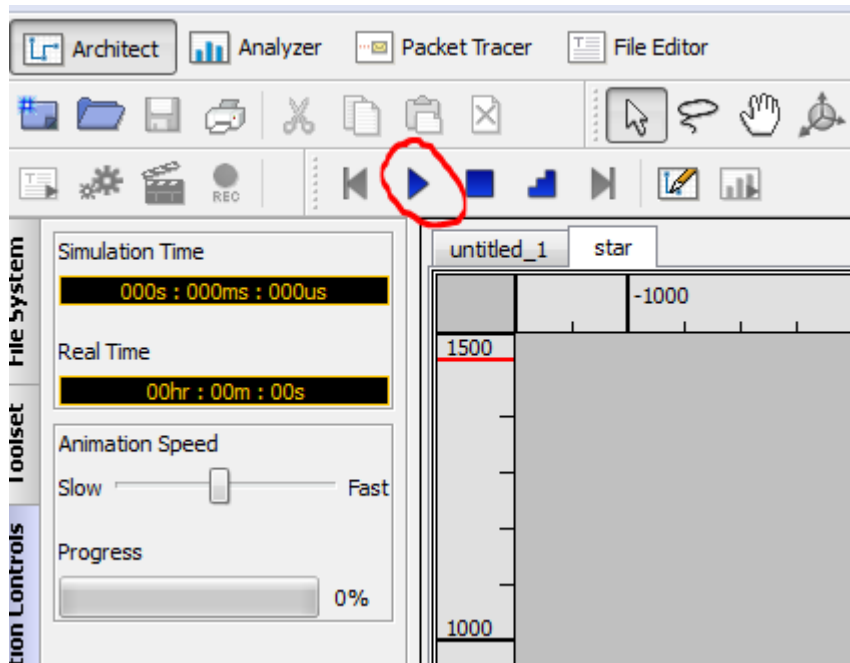 Architect Analyzer Packet Tracer File Editor
REC
File System
Toolset
tion Controls
Simulation Time
000s : 000ms : 000us
Real Time
00hr : 00m : 00s
Animation Speed
Slow Fast
Progress
0%
untitled_1 star
-1000
1500
1000